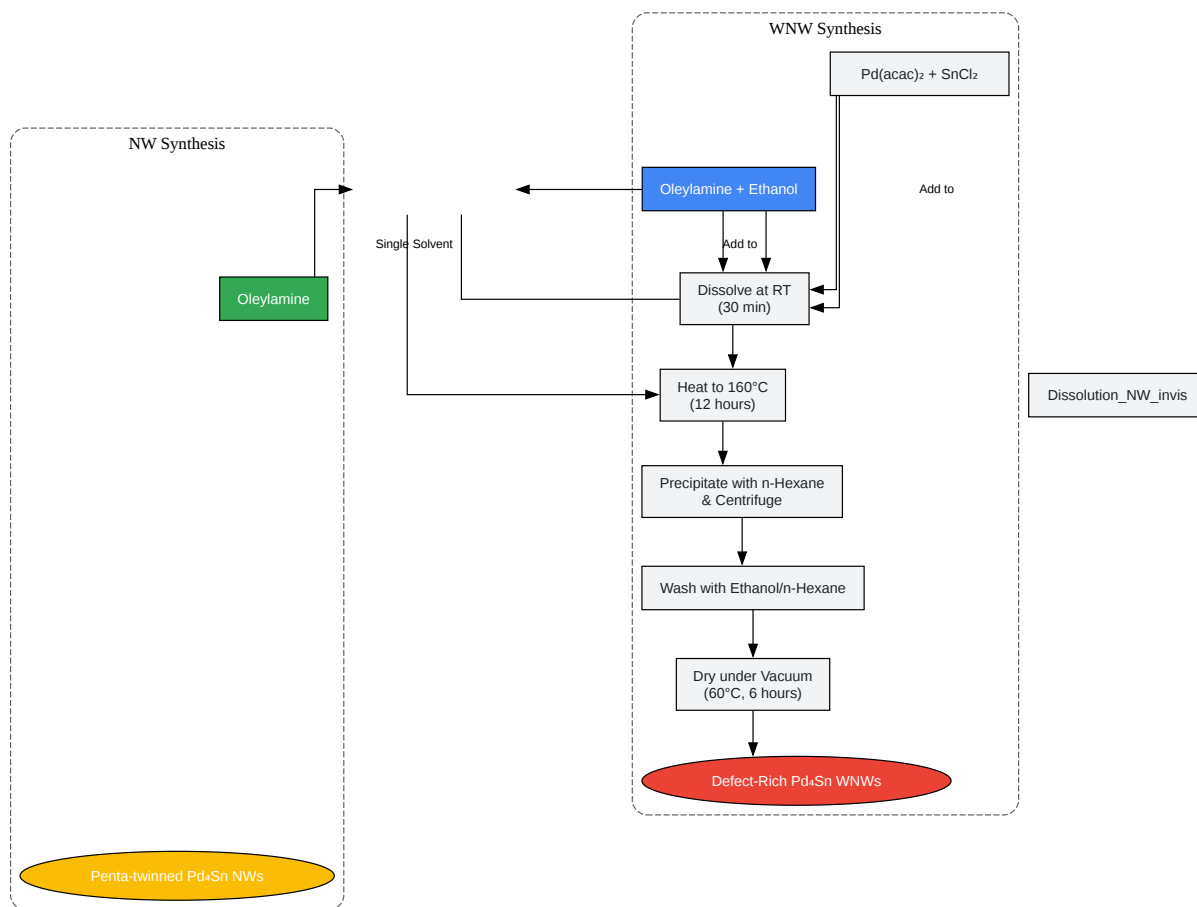 WNW Synthesis
Pd(acac)₂ + SnCl₂
NW Synthesis
Oleylamine + Ethanol
Add to
Single Solvent
Add to
Oleylamine
Dissolve at RT
(30 min)
Heat to 160°C
(12 hours)
Dissolution_NW_invis
Precipitate with n-Hexane
& Centrifuge
Wash with Ethanol/n-Hexane
Dry under Vacuum
(60°C, 6 hours)
Defect-Rich Pd₄Sn WNWs
Penta-twinned Pd₄Sn NWs